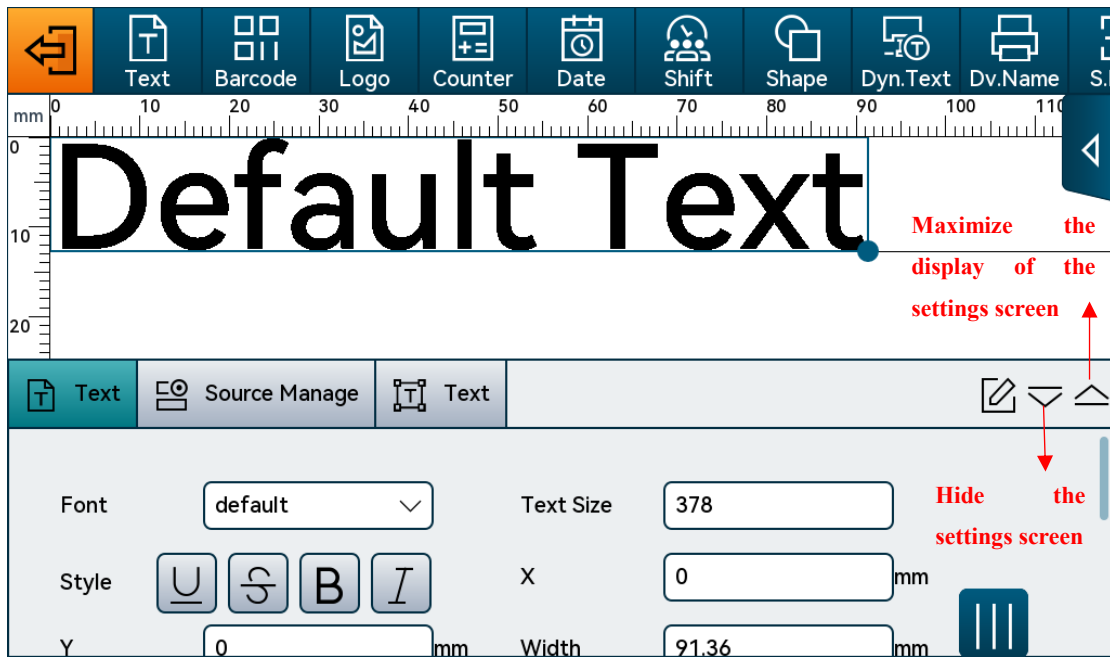 Text Barcode Logo Counter Date Shift Shape Dyn.Text Dv.Name S.
mm 0 10 20 30 40 50 60 70 80 90 100 110
0
Default Text
10
Maximize the
display of the
settings screen
20
Text Source Manage Text
Hide the
settings screen
Font default Text Size 378
Style U S B I X 0 mm
Y 0 mm Width 91.36 mm